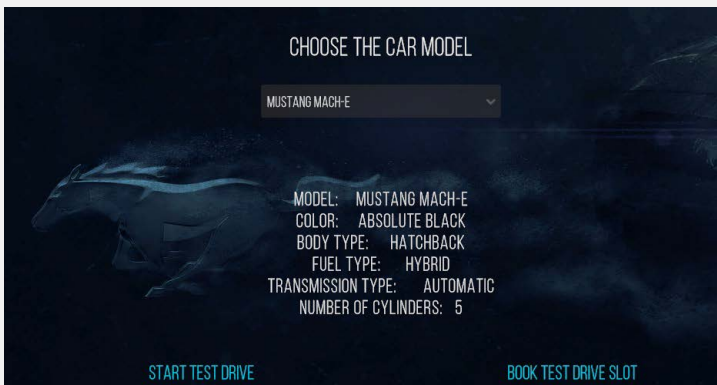 CHOOSE THE CAR MODEL
MUSTANG MACH-E
MODEL: MUSTANG MACH-E
COLOR: ABSOLUTE BLACK
BODY TYPE: HATCHBACK
FUEL TYPE: HYBRID
TRANSMISSION TYPE: AUTOMATIC
NUMBER OF CYLINDERS: 5
START TEST DRIVE
BOOK TEST DRIVE SLOT